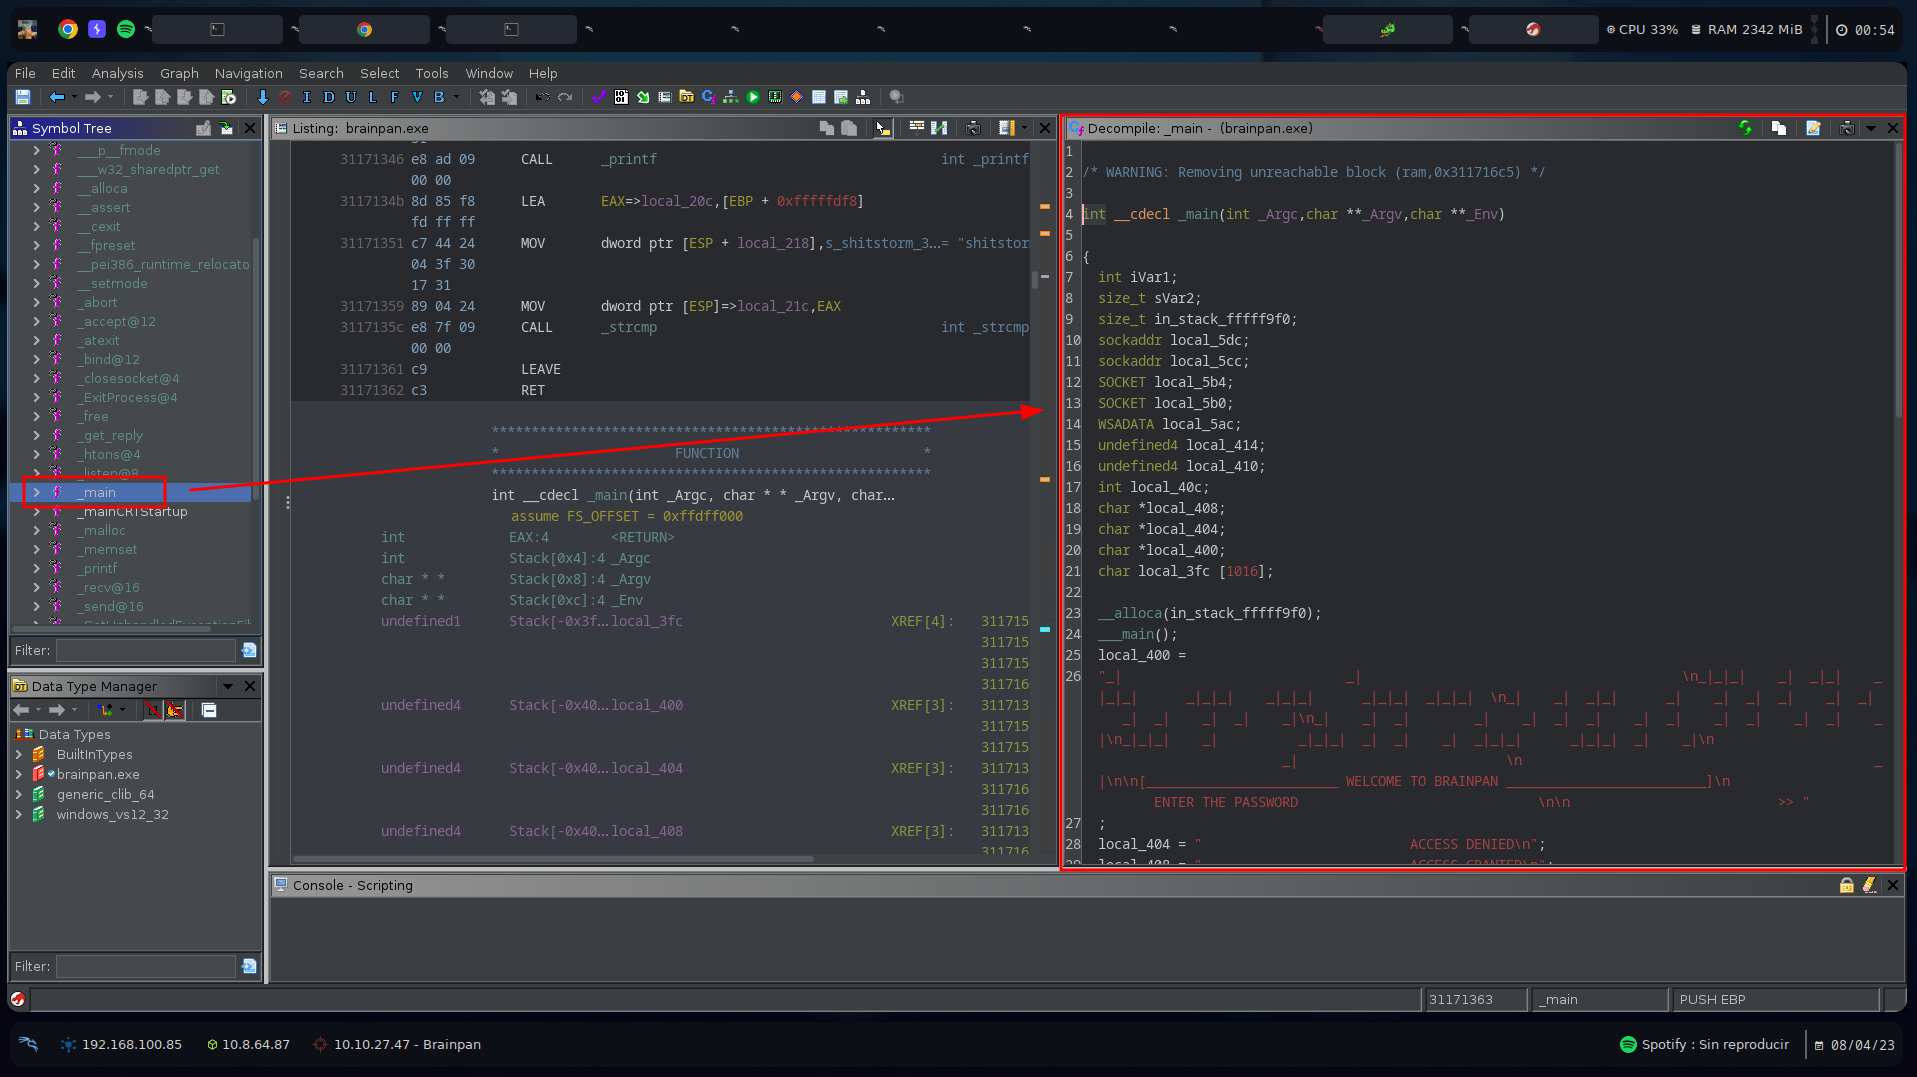 CPU 33% RAM 2342 MiB 00:54
File Edit Analysis Graph Navigation Search Select Tools Window Help
I D U L F V B
Symbol Tree
___p__fmode
___w32_sharedptr_get
__alloca
__assert
__cexit
__fpreset
__pei386_runtime_relocato
__setmode
_abort
_accept@12
_atexit
_bind@12
_closesocket@4
_ExitProcess@4
_free
_get_reply
_htons@4
_listen@8
_main
_mainCRTStartup
_malloc
_memset
_printf
_recv@16
_send@16
Filter:
Data Type Manager
Data Types
BuiltInTypes
brainpan.exe
generic_clib_64
windows_vs12_32
Filter:
Listing: brainpan.exe
31171346 e8 ad 09 CALL _printf int _printf
00 00
3117134b 8d 85 f8 LEA EAX=>local_20c,[EBP + 0xfffffdf8]
fd ff ff
31171351 c7 44 24 MOV dword ptr [ESP + local_218],s_shitstorm_3...= "shitstor
04 3f 30
17 31
31171359 89 04 24 MOV dword ptr [ESP]=>local_21c,EAX
3117135c e8 7f 09 CALL _strcmp int _strcmp
00 00
31171361 c9 LEAVE
31171362 c3 RET
*******************************************************
* FUNCTION *
*******************************************************
int __cdecl _main(int _Argc, char * * _Argv, char...
assume FS_OFFSET = 0xffdff000
int EAX:4 <RETURN>
int Stack[0x4]:4 _Argc
char * * Stack[0x8]:4 _Argv
char * * Stack[0xc]:4 _Env
undefined1 Stack[-0x3f...local_3fc XREF[4]: 311715
311715
311715
311716
undefined4 Stack[-0x40...local_400 XREF[3]: 311713
311715
311715
undefined4 Stack[-0x40...local_404 XREF[3]: 311713
311716
311716
undefined4 Stack[-0x40...local_408 XREF[3]: 311713
311716
Decompile: _main - (brainpan.exe)
1
2 /* WARNING: Removing unreachable block (ram,0x311716c5) */
3
4 int __cdecl _main(int _Argc,char **_Argv,char **_Env)
5
6 {
7 int iVar1;
8 size_t sVar2;
9 size_t in_stack_fffff9f0;
10 sockaddr local_5dc;
11 sockaddr local_5cc;
12 SOCKET local_5b4;
13 SOCKET local_5b0;
14 WSADATA local_5ac;
15 undefined4 local_414;
16 undefined4 local_410;
17 int local_40c;
18 char *local_408;
19 char *local_404;
20 char *local_400;
21 char local_3fc [1016];
22
23 __alloca(in_stack_fffff9f0);
24 ___main();
25 local_400 =
26 "_| _| \n_|_|_| _| _|_| _
|_|_| _|_|_| _|_|_| _|_|_| _|_|_| \n_| _| _|_| _| _| _| _| _| _|
_| _| _| _| _|\n_| _| _| _| _| _| _| _| _| _| _| _| _| _
|\n_|_|_| _| _|_|_| _| _| _| _|_|_| _|_|_| _| _|\n
_| \n _
|\n\n[________________________ WELCOME TO BRAINPAN _________________________]\n
ENTER THE PASSWORD \n\n >> "
27 ;
28 local_404 = " ACCESS DENIED\n";
29 local_408 = " ACCESS GRANTED\n";
Console - Scripting
31171363 _main PUSH EBP
192.168.100.85 10.8.64.87 10.10.27.47 - Brainpan
Spotify : Sin reproducir 08/04/23